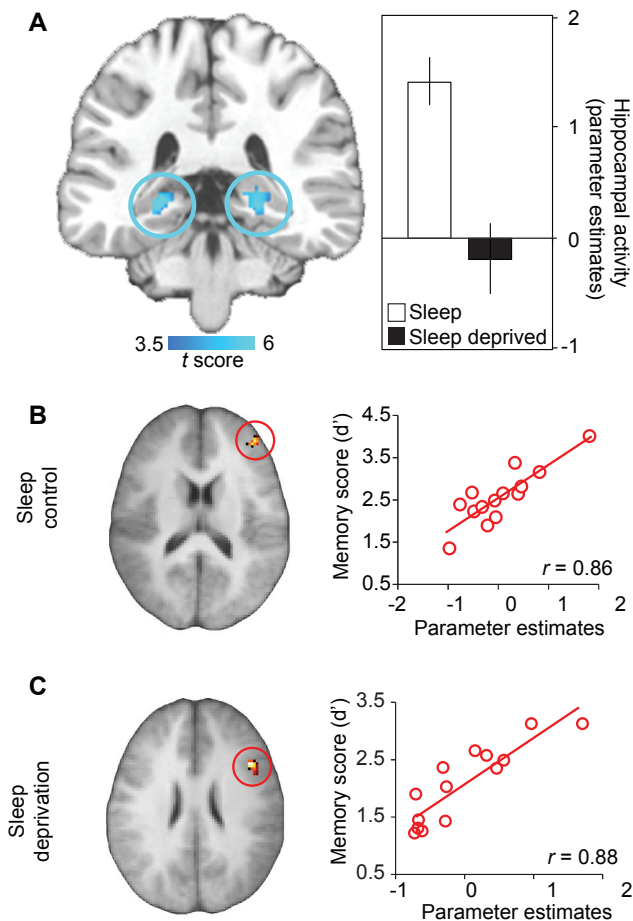 A
2
1
0
-1
Hippocampal activity
(parameter estimates)
Sleep
Sleep deprived
3.5
6
t score
B
Sleep
control
Memory score (d')
4.5
3.5
2.5
1.5
0.5
r = 0.86
-2
-1
0
1
2
Parameter estimates
C
Sleep
deprivation
Memory score (d')
3.5
2.5
1.5
0.5
r = 0.88
-1
0
1
2
Parameter estimates